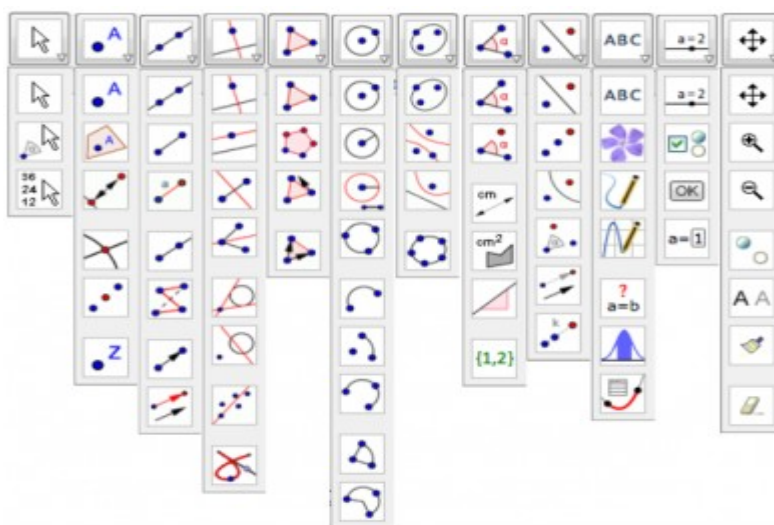 A α ABC a=2
A α ABC a=2
A α
36
24
12
a cm OK
cm²
a=1
? a=b
A A
Z {1,2} k